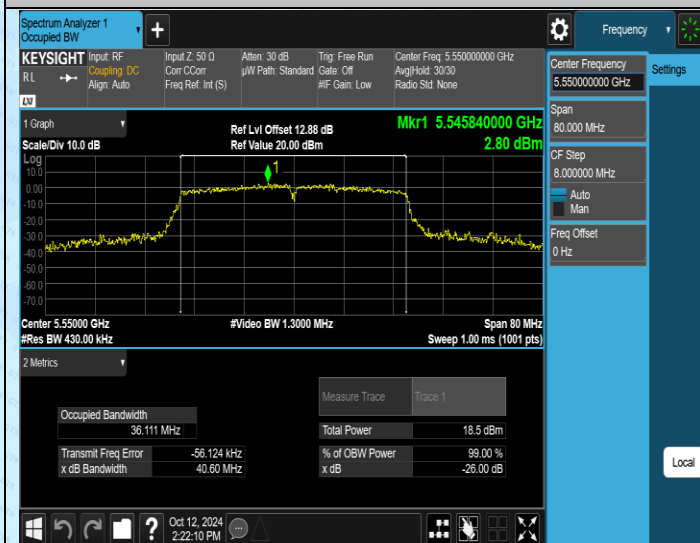 Spectrum Analyzer 1
Occupied BW
Frequency
KEYSIGHT
RL
LXI
Input: RF
Coupling: DC
Align: Auto
Input Z: 50 Ω
Corr CCorr
Freq Ref: Int (S)
Atten: 30 dB
µW Path: Standard
Trig: Free Run
Gate: Off
#IF Gain: Low
Center Freq: 5.550000000 GHz
Avg|Hold: 30/30
Radio Std: None
Center Frequency
5.550000000 GHz
Settings
Span
80.000 MHz
CF Step
8.000000 MHz
Auto
Man
Freq Offset
0 Hz
Local
1 Graph
Scale/Div 10.0 dB
Ref Lvl Offset 12.88 dB
Ref Value 20.00 dBm
Mkr1 5.545840000 GHz
2.80 dBm
Log
10.0
0.00
-10.0
-20.0
-30.0
-40.0
-50.0
-60.0
-70.0
1
Center 5.55000 GHz
#Res BW 430.00 kHz
#Video BW 1.3000 MHz
Span 80 MHz
Sweep 1.00 ms (1001 pts)
2 Metrics
Measure Trace
Trace 1
Occupied Bandwidth
36.111 MHz
Total Power
18.5 dBm
Transmit Freq Error
-56.124 kHz
% of OBW Power
99.00 %
x dB Bandwidth
40.60 MHz
x dB
-26.00 dB
?
Oct 12, 2024
2:22:10 PM